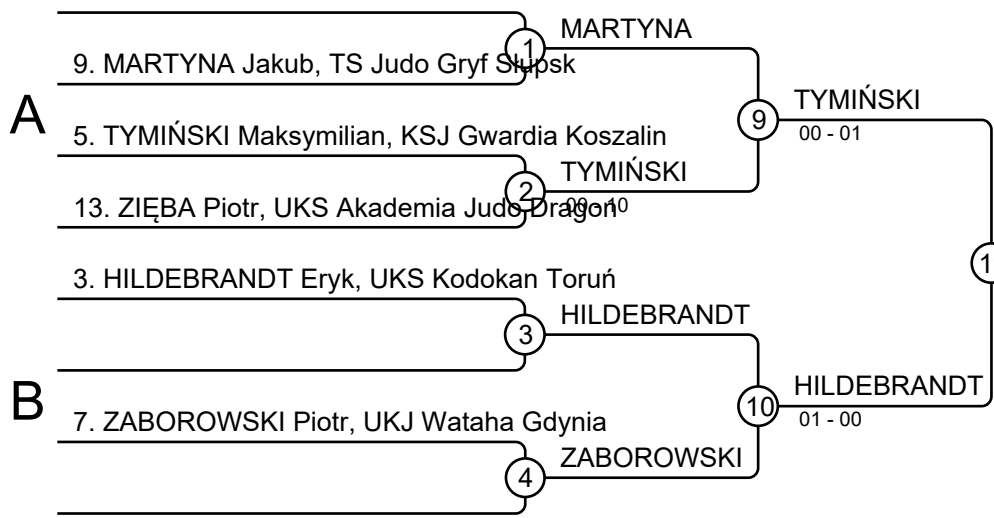 MARTYNA
1
9. MARTYNA Jakub, TS Judo Gryf Słupsk
A
TYMIŃSKI
9
00 - 01
5. TYMIŃSKI Maksymilian, KSJ Gwardia Koszalin
TYMIŃSKI
2
00 - 10
13. ZIĘBA Piotr, UKS Akademia Judo Dragon
3. HILDEBRANDT Eryk, UKS Kodokan Toruń
1
HILDEBRANDT
3
B
HILDEBRANDT
10
01 - 00
7. ZABOROWSKI Piotr, UKJ Wataha Gdynia
ZABOROWSKI
4